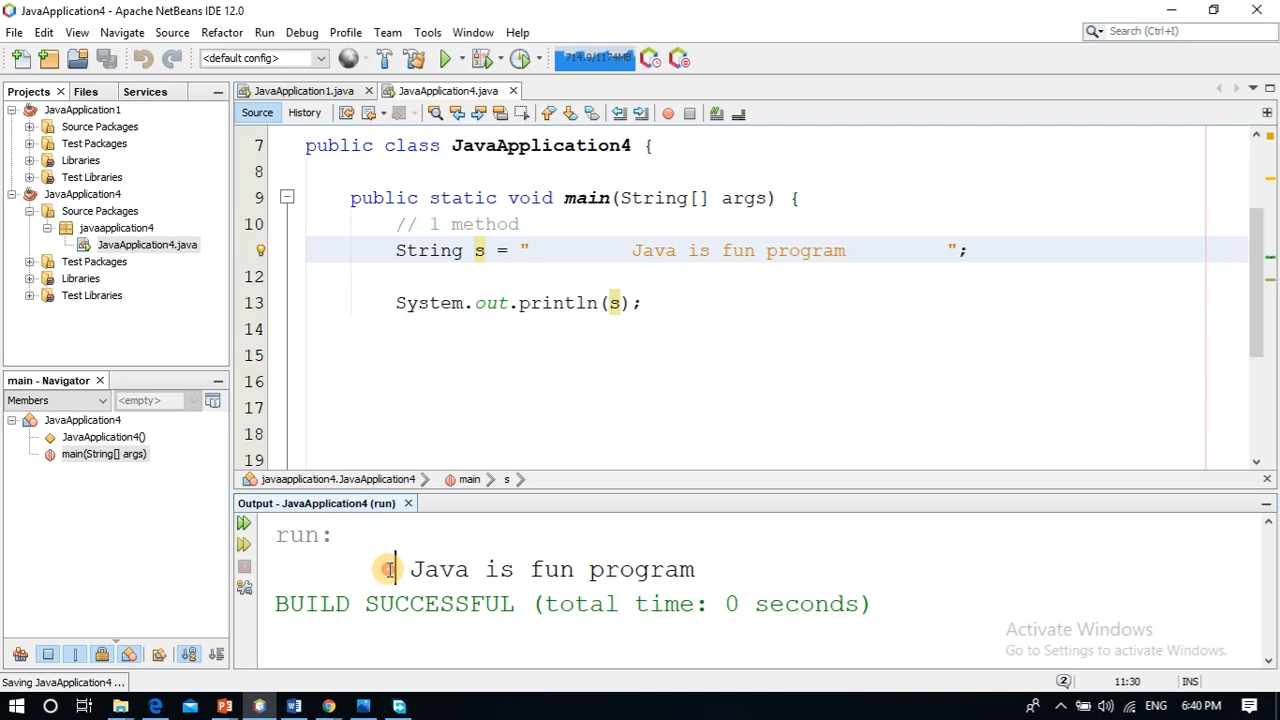 JavaApplication4 - Apache NetBeans IDE 12.0
File Edit View Navigate Source Refactor Run Debug Profile Team Tools Window Help
Search (Ctrl+I)
<default config>
714.9/1174MB
Projects Files Services
JavaApplication1.java JavaApplication4.java
Source History
JavaApplication1
Source Packages
Test Packages
Libraries
Test Libraries
JavaApplication4
Source Packages
javaapplication4
JavaApplication4.java
Test Packages
Libraries
Test Libraries
7 public class JavaApplication4 {
8
9 public static void main(String[] args) {
10 // 1 method
String s = "         Java is fun program         ";
12
13 System.out.println(s);
14
15
16
17
18
19
main - Navigator
Members <empty>
JavaApplication4
JavaApplication4()
main(String[] args)
javaapplication4.JavaApplication4 main s
Output - JavaApplication4 (run)
run:
         Java is fun program
BUILD SUCCESSFUL (total time: 0 seconds)
Activate Windows
Go to Settings to activate Windows.
Saving JavaApplication4 ...
2 11:30 INS
ENG 6:40 PM